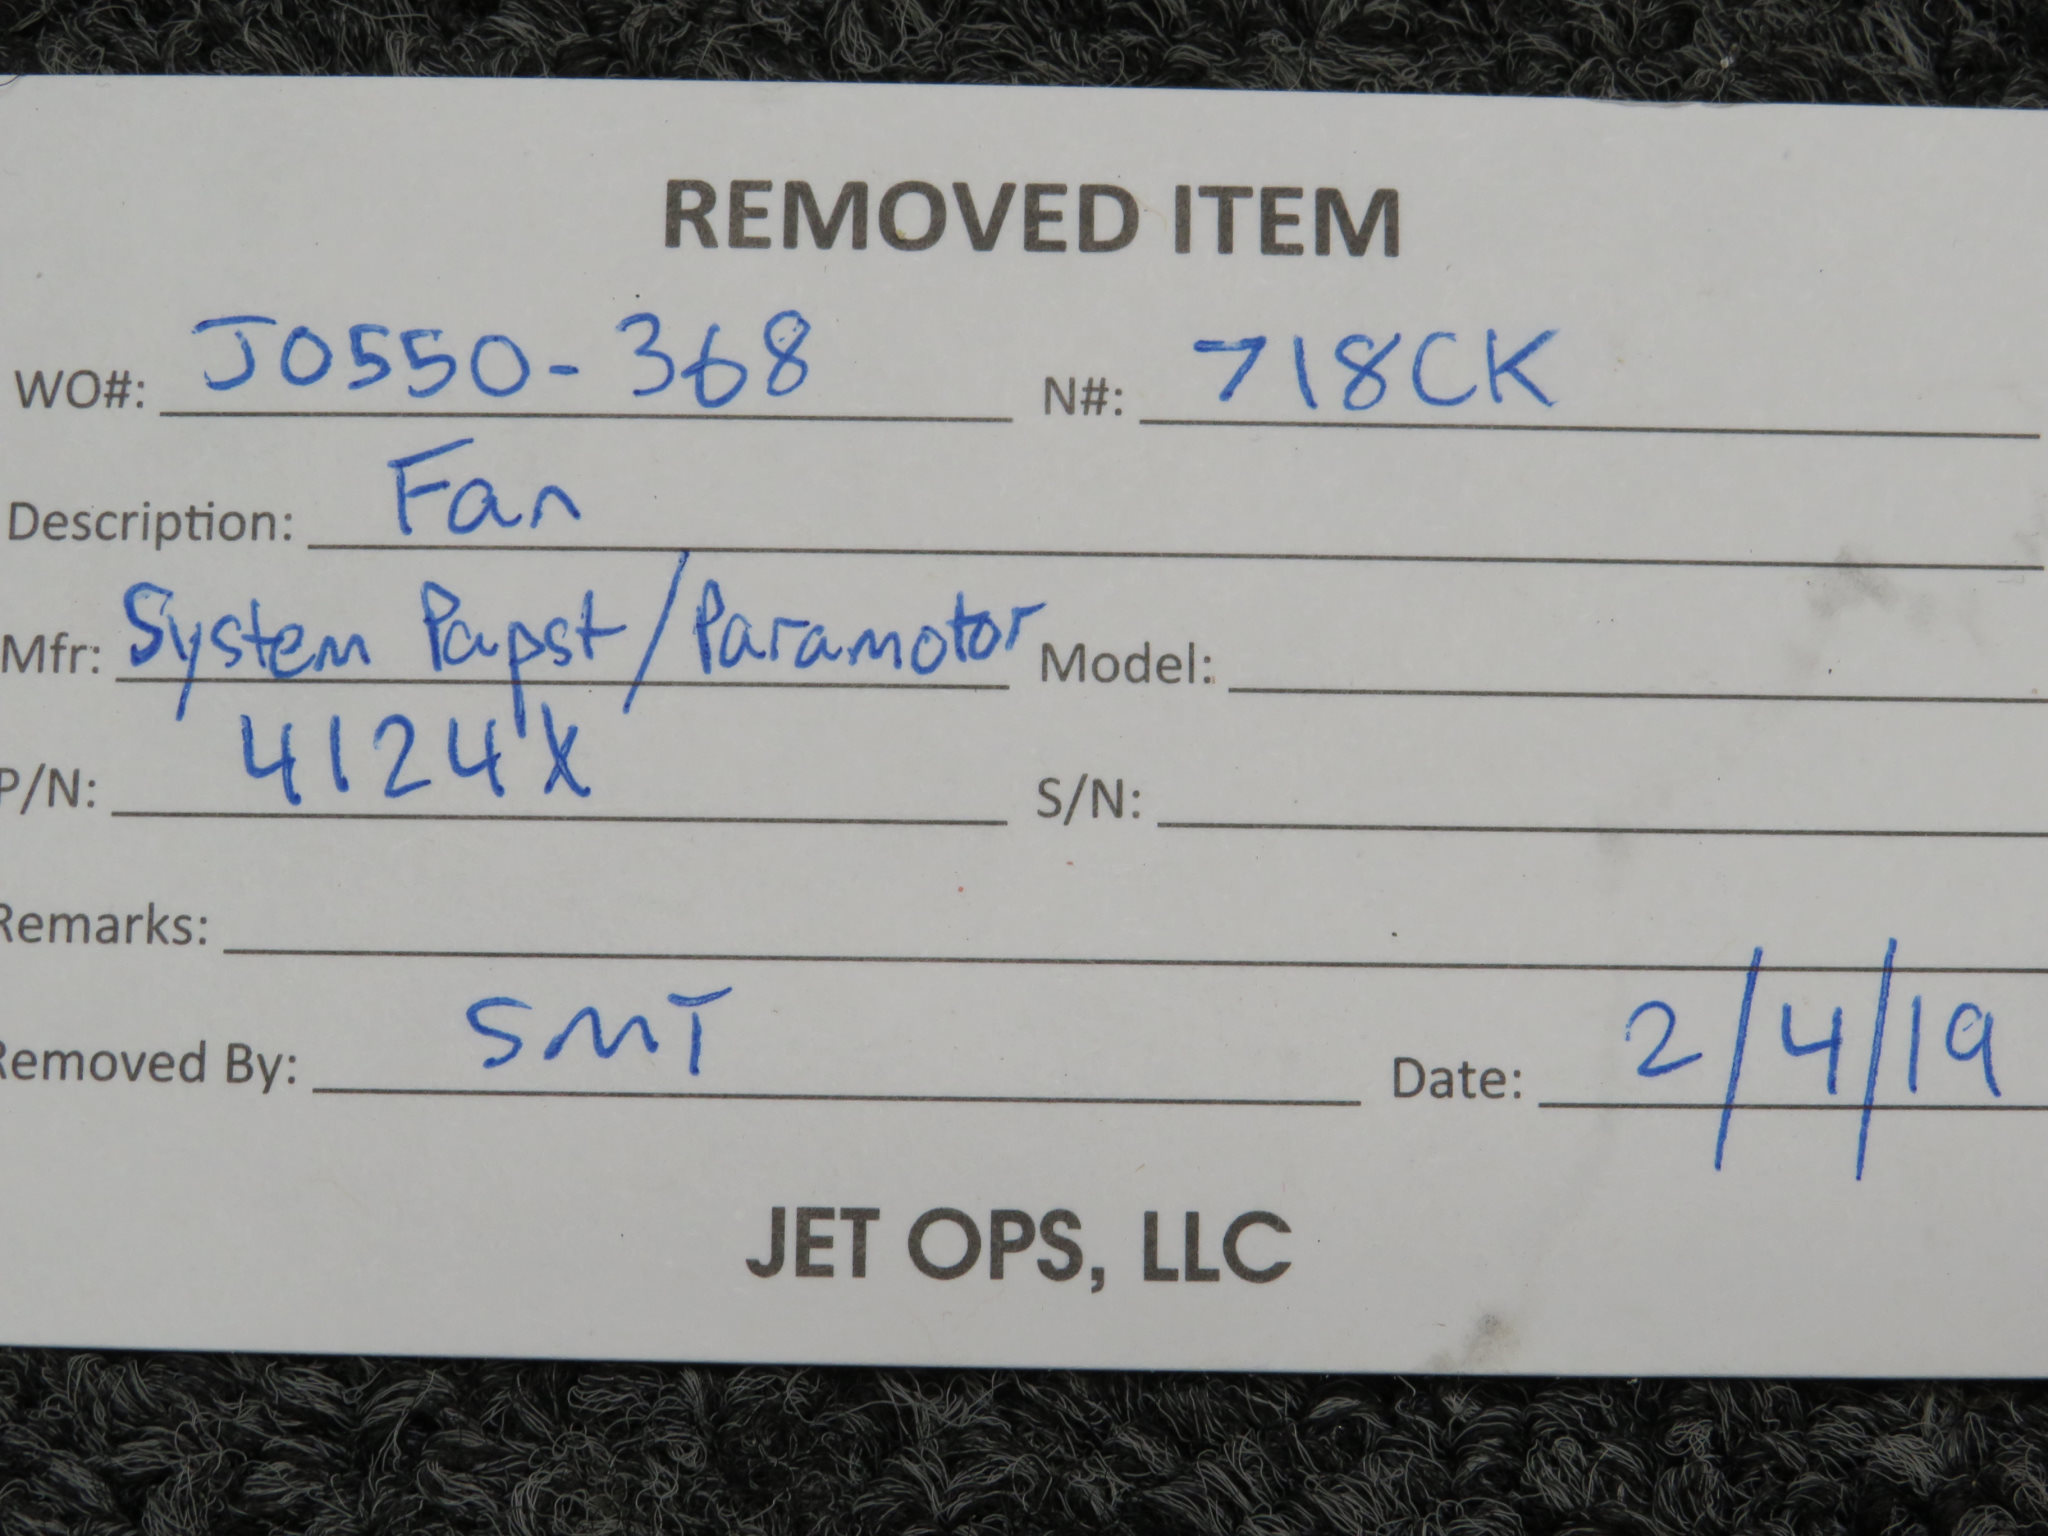 REMOVED ITEM
WO#: J0550-368 N#: 718CK
Description: Fan
Mfr: System Papst/Paramotor Model:
P/N: 4124X S/N:
Remarks:
Removed By: SMT Date: 2/4/19
JET OPS, LLC